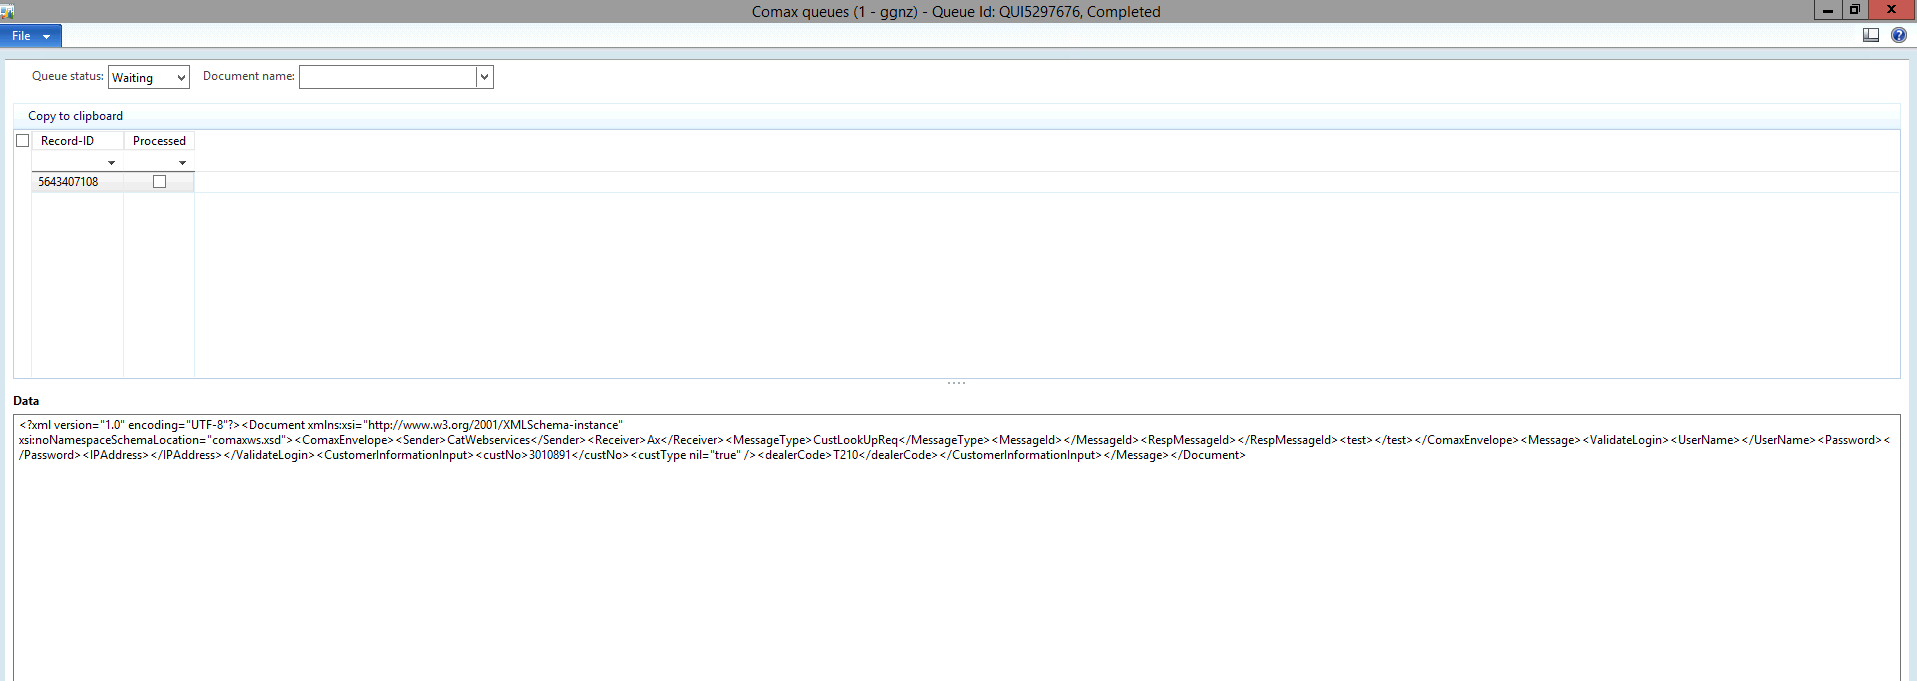 Comax queues (1 - ggnz) - Queue Id: QUI5297676, Completed
File
Queue status: Waiting Document name:
Copy to clipboard
Record-ID Processed
5643407108
Data
<?xml version="1.0" encoding="UTF-8"?><Document xmlns:xsi="http://www.w3.org/2001/XMLSchema-instance"
xsi:noNamespaceSchemaLocation="comaxws.xsd"><ComaxEnvelope><Sender>CatWebservices</Sender><Receiver>Ax</Receiver><MessageType>CustLookUpReq</MessageType><MessageId></MessageId><RespMessageId></RespMessageId><test></test></ComaxEnvelope><Message><ValidateLogin><UserName></UserName><Password><
/Password><IPAddress></IPAddress></ValidateLogin><CustomerInformationInput><custNo>3010891</custNo><custType nil="true" /><dealerCode>T210</dealerCode></CustomerInformationInput></Message></Document>